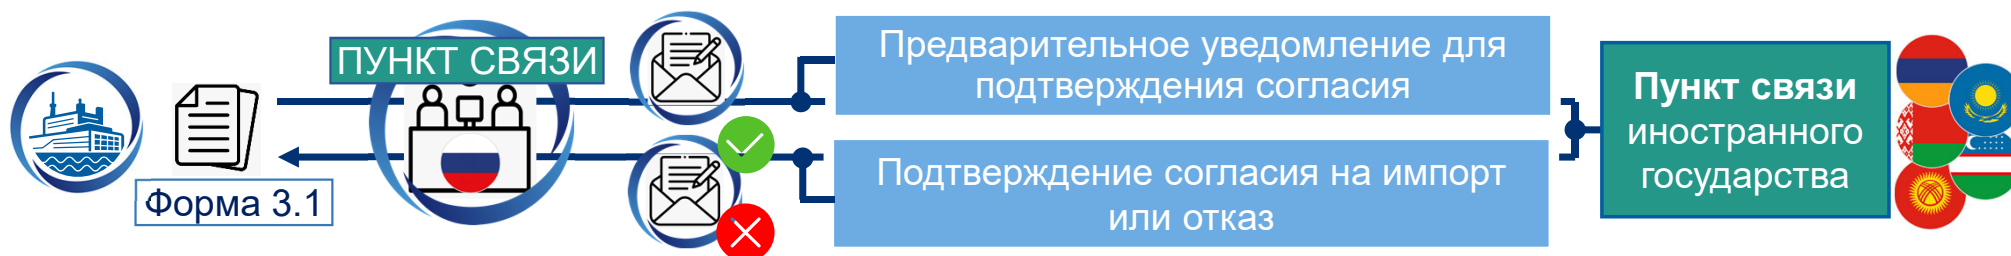 ПУНКТ СВЯЗИ
Форма 3.1
Предварительное уведомление для
подтверждения согласия
Подтверждение согласия на импорт
или отказ
Пункт связи
иностранного
государства